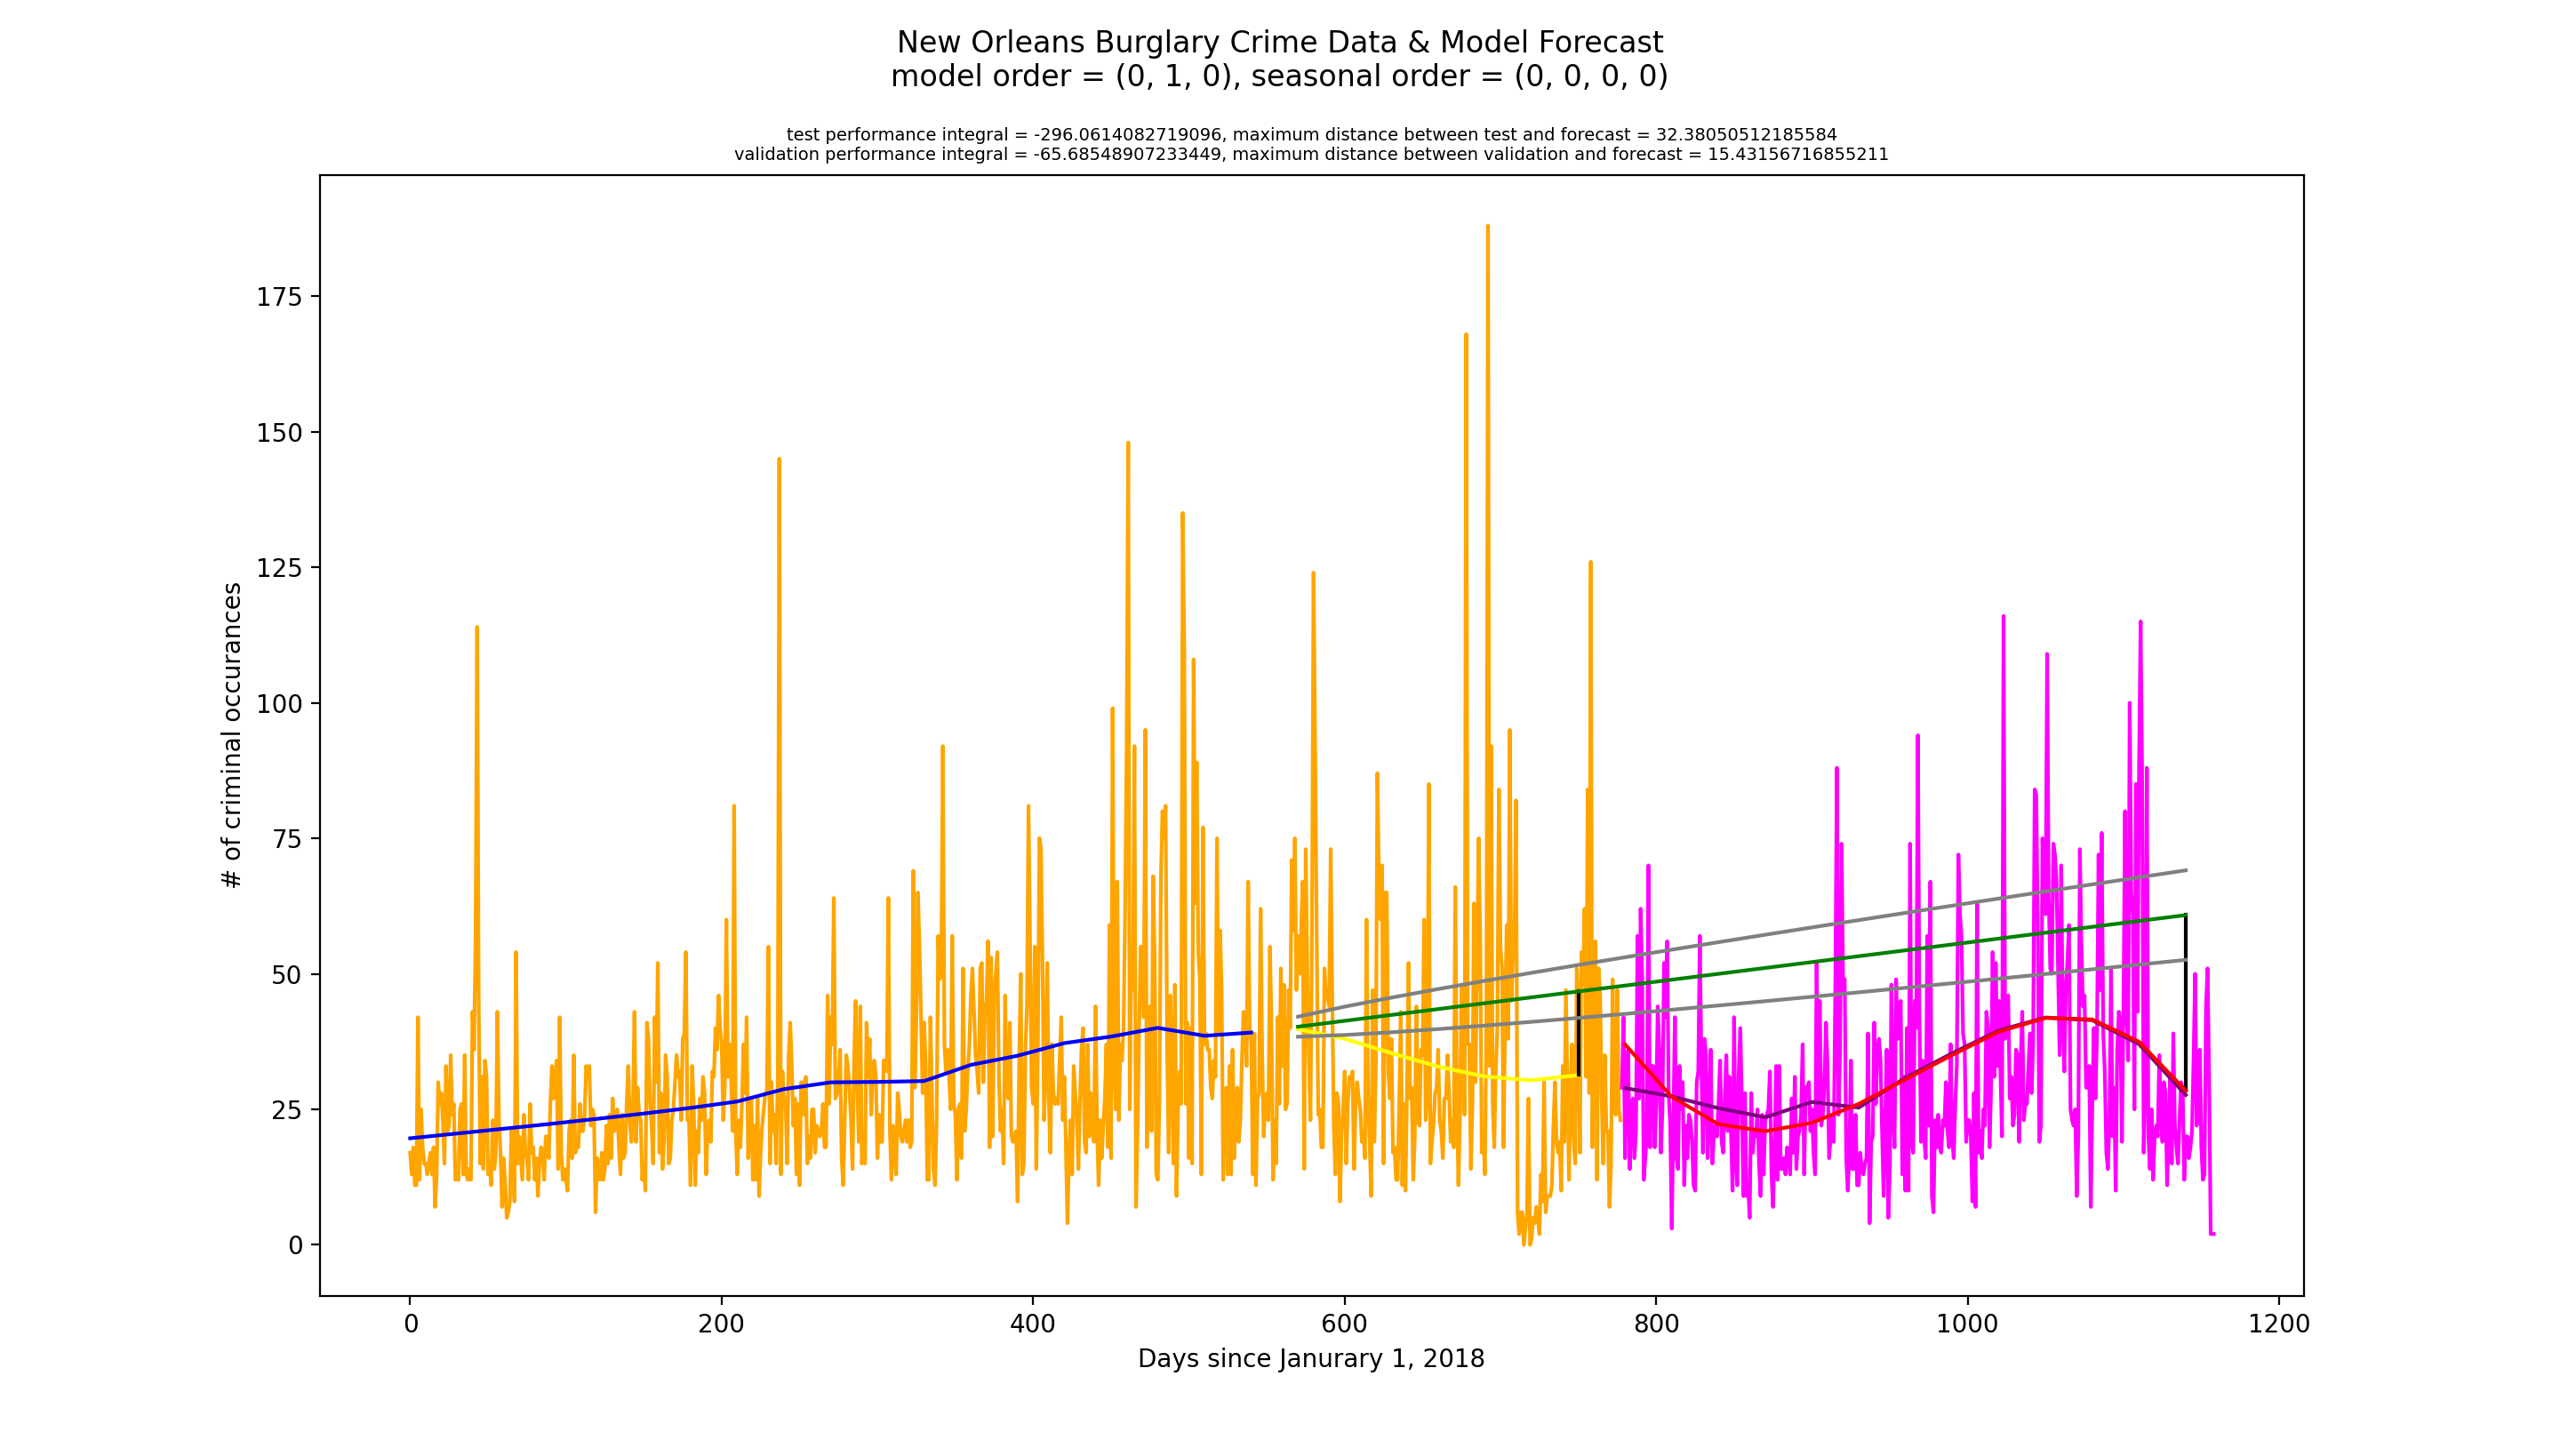 New Orleans Burglary Crime Data & Model Forecast
model order = (0, 1, 0), seasonal order = (0, 0, 0, 0)
test performance integral = -296.0614082719096, maximum distance between test and forecast = 32.38050512185584
validation performance integral = -65.68548907233449, maximum distance between validation and forecast = 15.43156716855211
# of criminal occurances
175
150
125
100
75
50
25
0
0
200
400
600
800
1000
1200
Days since Janurary 1, 2018